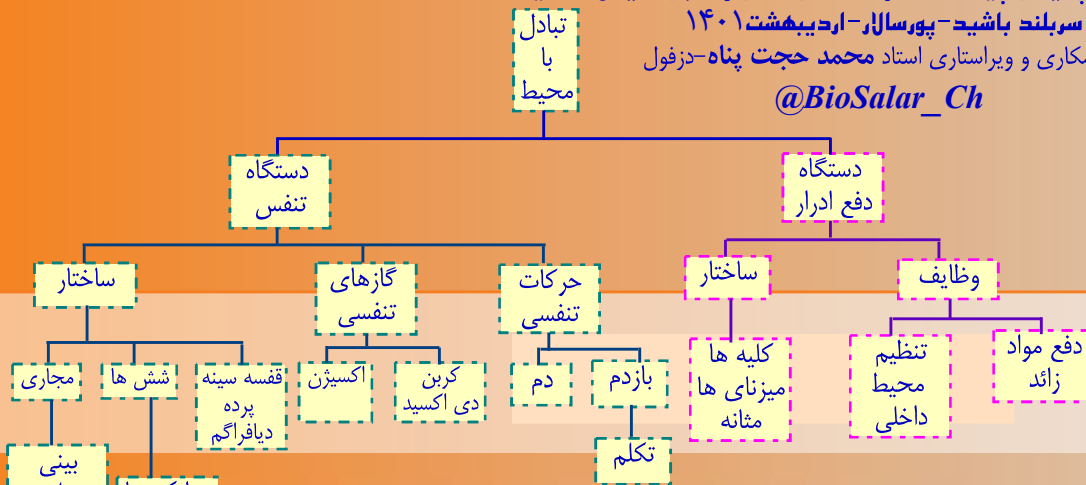 سربلند باشید-پورسالار-اردیبهشت۱۴۰۱
و ویراستاری استاد محمد حجت پناه-دزفول
@BioSalar_Ch
تبادل
با
محیط
دستگاه
دفع ادرار
دستگاه
تنفس
وظایف
ساختار
حرکات
تنفسی
گازهای
تنفسی
ساختار
دفع مواد
زائد
تنظیم
محیط
داخلی
کلیه ها
میزنای ها
مثانه
بازدم
دم
کربن
دی اکسید
اکسیژن
قفسه سینه
پرده
دیافراگم
شش ها
مجاری
تکلم
بینی